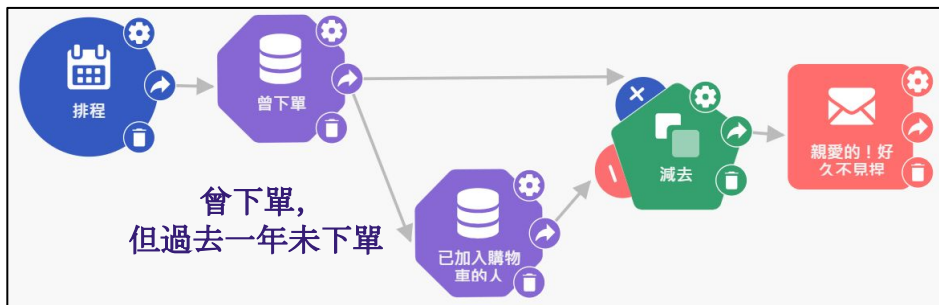 排程
曾下單
減去
親愛的！好
久不見捍
曾下單,
但過去一年未下單
已加入購物
車的人